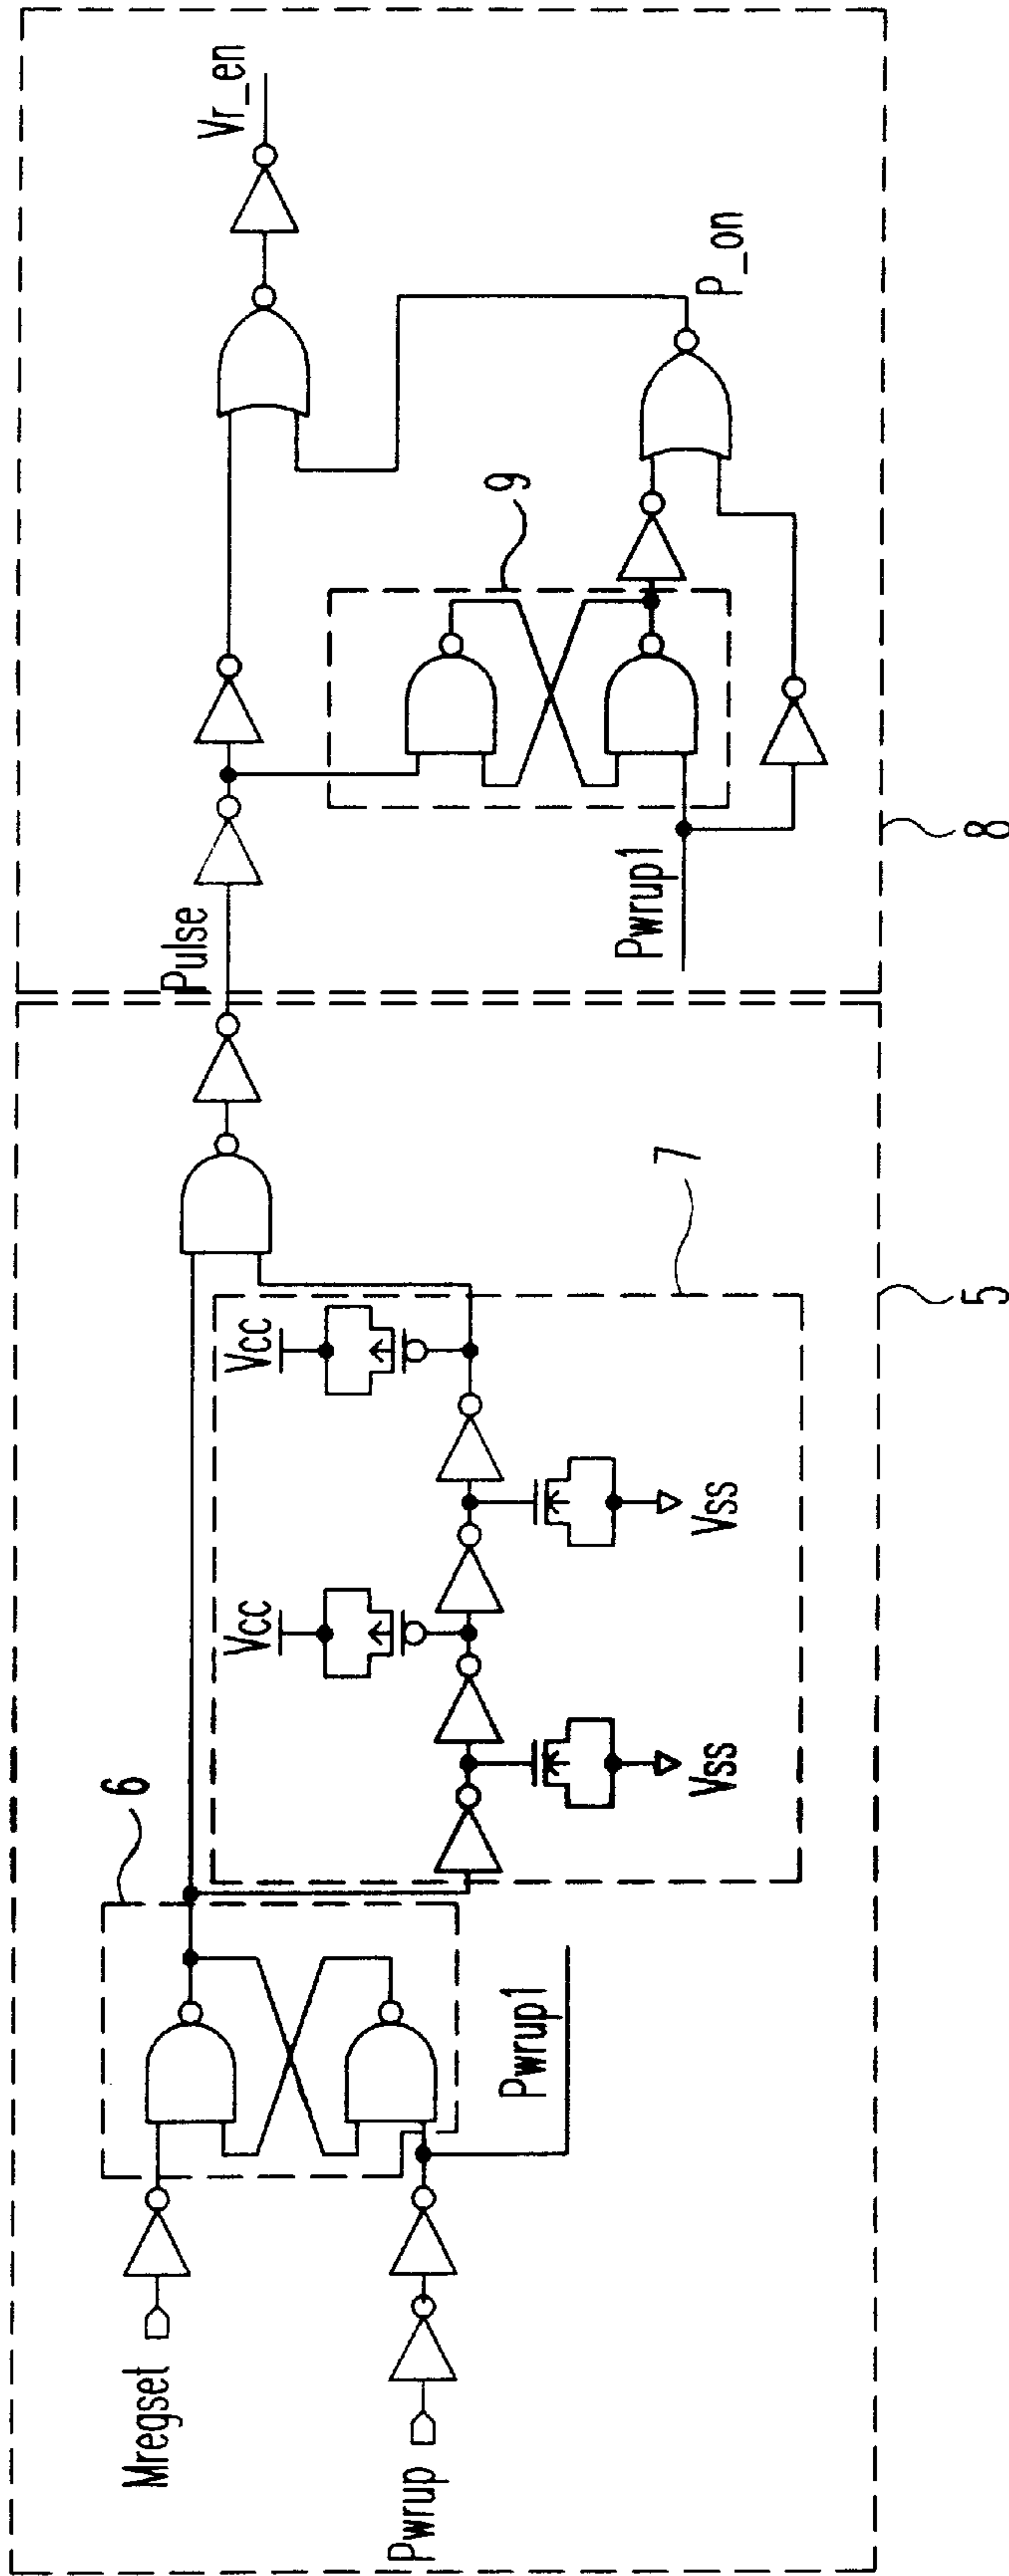 Mregset
Pwrup
6
Pwrup1
Vcc
Vcc
Vss
Vss
7
5
Pulse
Pwrup1
9
8
P_on
Vr_en